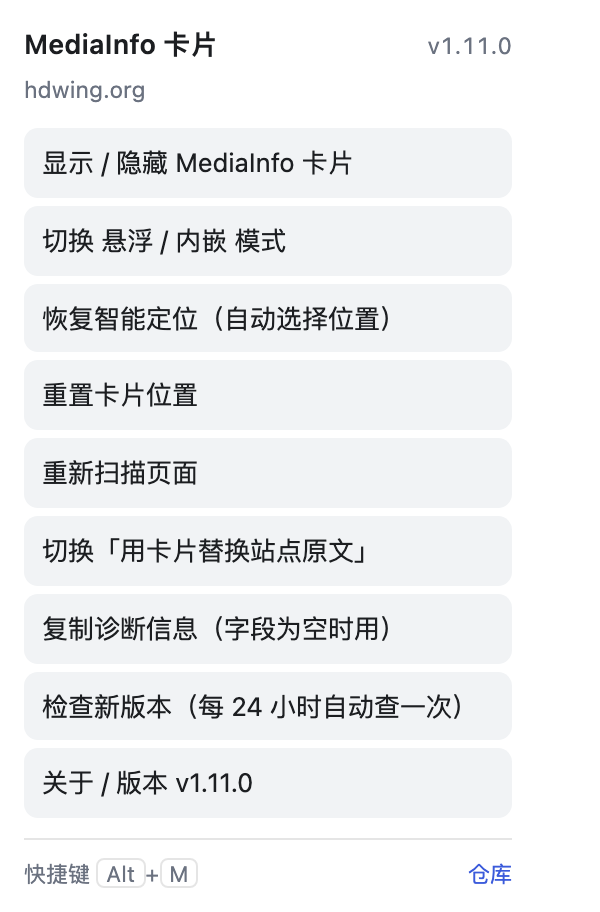 MediaInfo 卡片 v1.11.0
hdwing.org
显示 / 隐藏 MediaInfo 卡片
切换 悬浮 / 内嵌 模式
恢复智能定位（自动选择位置）
重置卡片位置
重新扫描页面
切换「用卡片替换站点原文」
复制诊断信息（字段为空时用）
检查新版本（每 24 小时自动查一次）
关于 / 版本 v1.11.0
快捷键 Alt+M 仓库